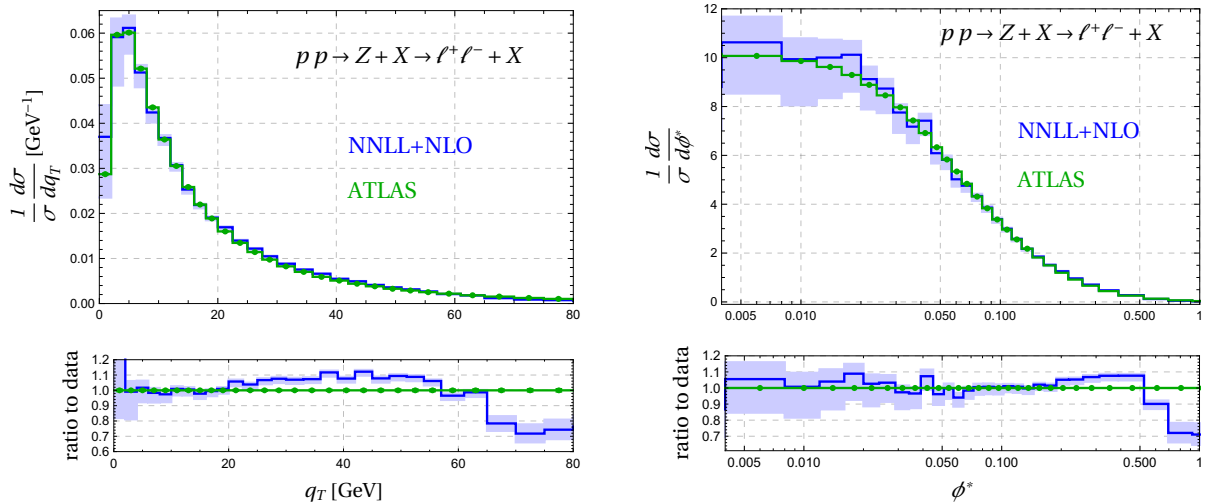 p p → Z + X → ℓ⁺ ℓ⁻ + X
NNLL+NLO
ATLAS
1/σ dσ/dq_T [GeV⁻¹]
0.06
0.05
0.04
0.03
0.02
0.01
0.00
0 20 40 60 80
ratio to data
1.2
1.1
1.0
0.9
0.8
0.7
0.6
0 20 40 60 80
q_T [GeV]
p p → Z + X → ℓ⁺ ℓ⁻ + X
NNLL+NLO
ATLAS
1/σ dσ/dϕ*
12
10
8
6
4
2
0
0.005 0.010 0.050 0.100 0.500 1
ratio to data
1.2
1.1
1.0
0.9
0.8
0.7
0.005 0.010 0.050 0.100 0.500 1
ϕ*